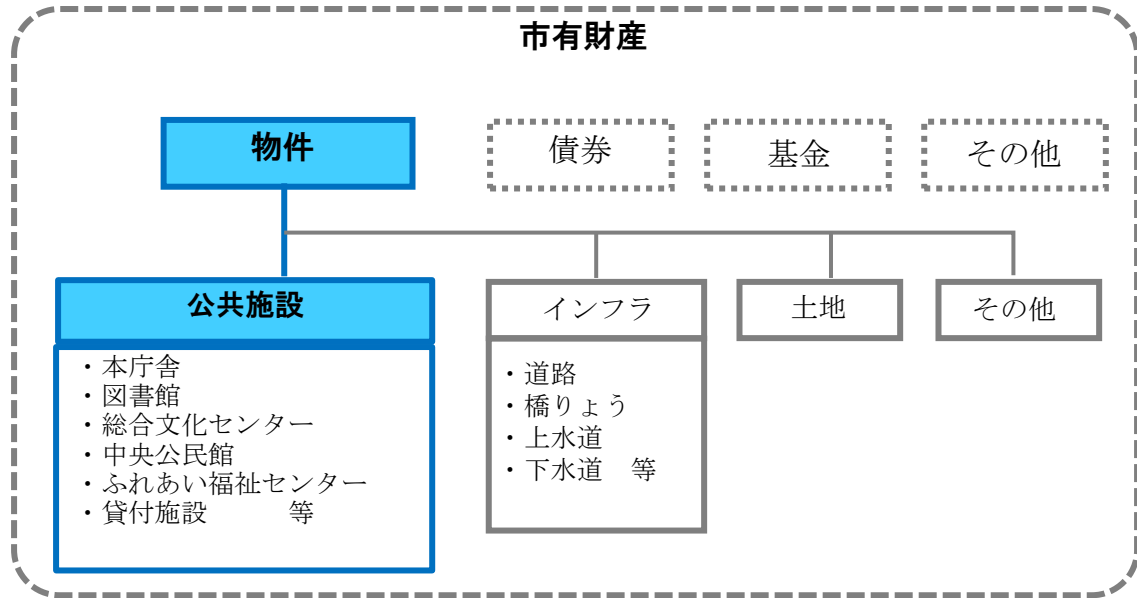 市有財産
物件
債券
基金
その他
公共施設
インフラ
土地
その他
・本庁舎
・図書館
・総合文化センター
・中央公民館
・ふれあい福祉センター
・貸付施設　　　等
・道路
・橋りょう
・上水道
・下水道　等